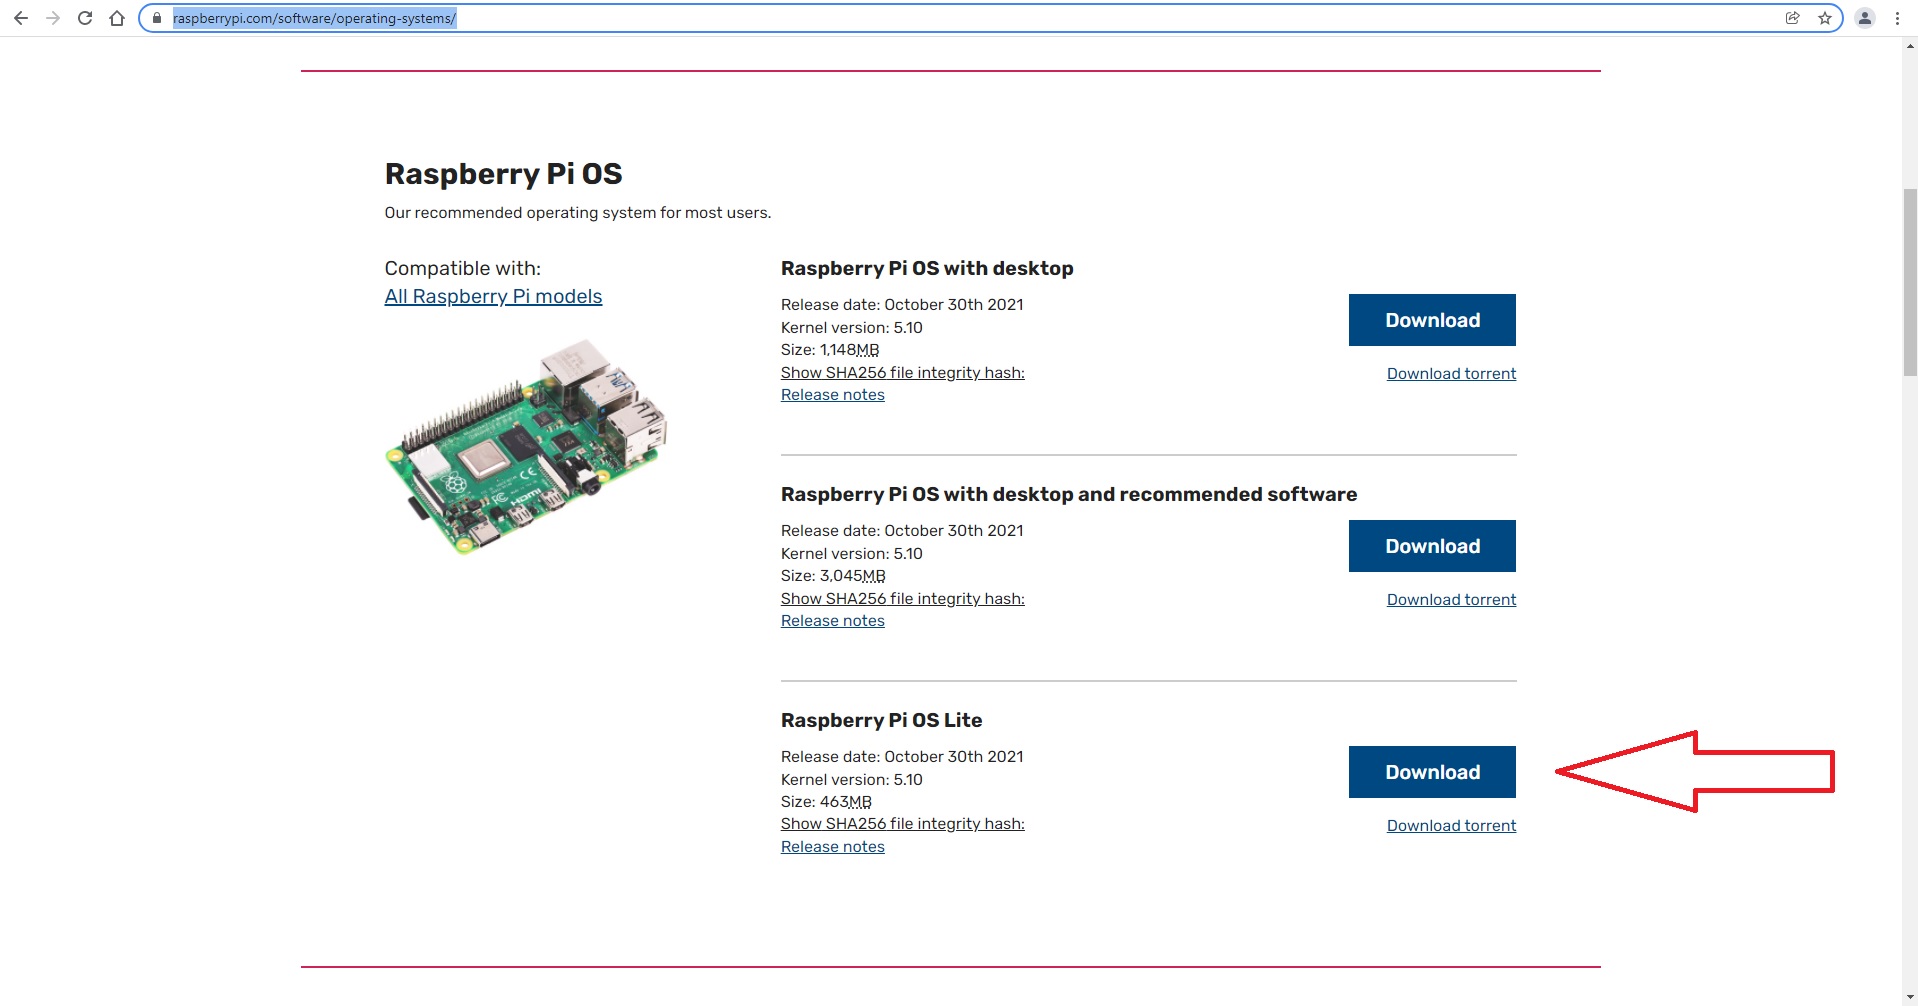 raspberrypi.com/software/operating-systems/
Raspberry Pi OS
Our recommended operating system for most users.
Compatible with:
All Raspberry Pi models
Raspberry Pi OS with desktop
Release date: October 30th 2021
Kernel version: 5.10
Size: 1,148MB
Show SHA256 file integrity hash:
Release notes
Download
Download torrent
Raspberry Pi OS with desktop and recommended software
Release date: October 30th 2021
Kernel version: 5.10
Size: 3,045MB
Show SHA256 file integrity hash:
Release notes
Download
Download torrent
Raspberry Pi OS Lite
Release date: October 30th 2021
Kernel version: 5.10
Size: 463MB
Show SHA256 file integrity hash:
Release notes
Download
Download torrent
HDMI